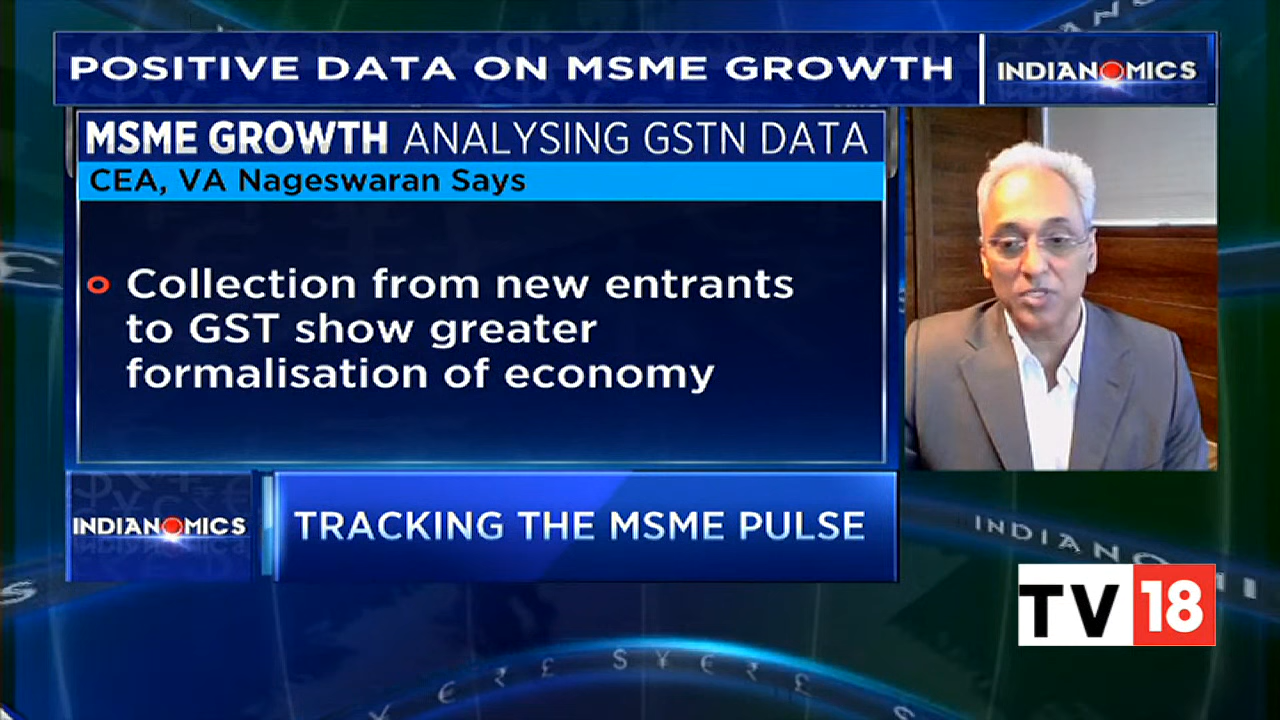 POSITIVE DATA ON MSME GROWTH
INDIANOMICS
MSME GROWTH ANALYSING GSTN DATA
CEA, VA Nageswaran Says
Collection from new entrants
to GST show greater
formalisation of economy
INDIANOMICS
TRACKING THE MSME PULSE
INDIANOMI
TV18